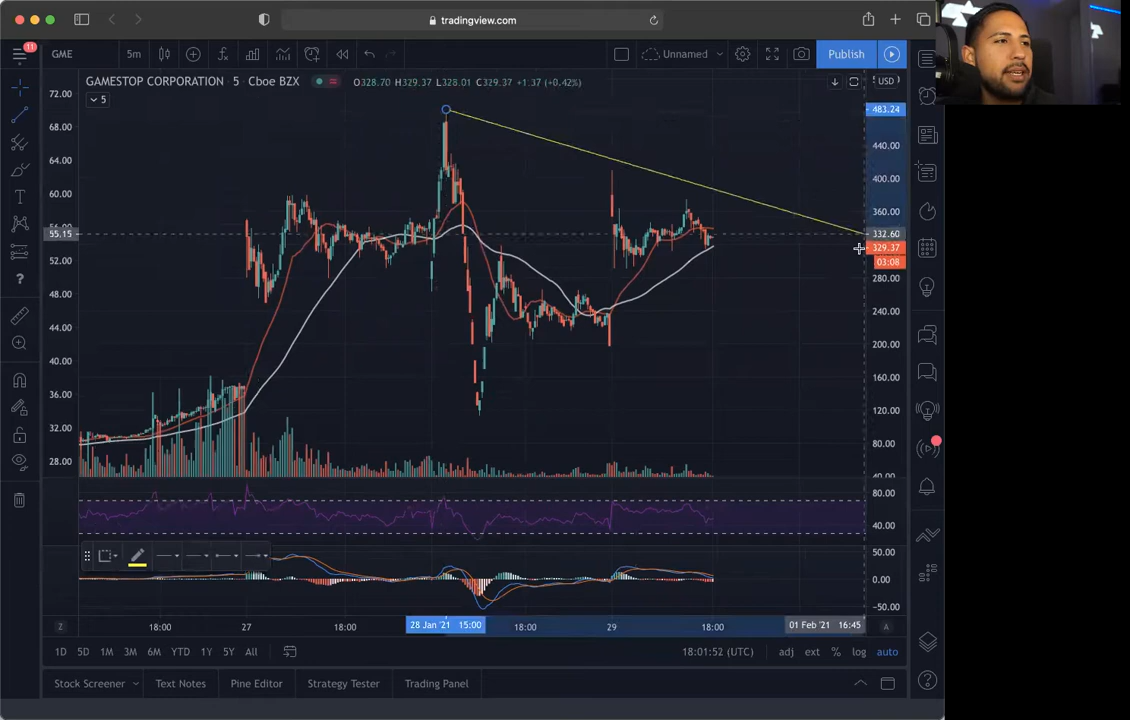 tradingview.com
11
GME
5m
Unnamed
Publish
GAMESTOP CORPORATION · 5 · Cboe BZX
O328.70 H329.37 L328.01 C329.37 +1.37 (+0.42%)
USD
5
72.00
68.00
64.00
60.00
55.15
52.00
48.00
44.00
40.00
36.00
32.00
28.00
483.24
440.00
400.00
360.00
332.60
329.37
03:08
280.00
240.00
200.00
160.00
120.00
80.00
40.00
80.00
40.00
50.00
0.00
−50.00
Z
18:00
27
18:00
28 Jan '21 15:00
18:00
29
18:00
01 Feb '21 16:45
A
1D 5D 1M 3M 6M YTD 1Y 5Y All
18:01:52 (UTC)
adj ext % log auto
Stock Screener
Text Notes
Pine Editor
Strategy Tester
Trading Panel